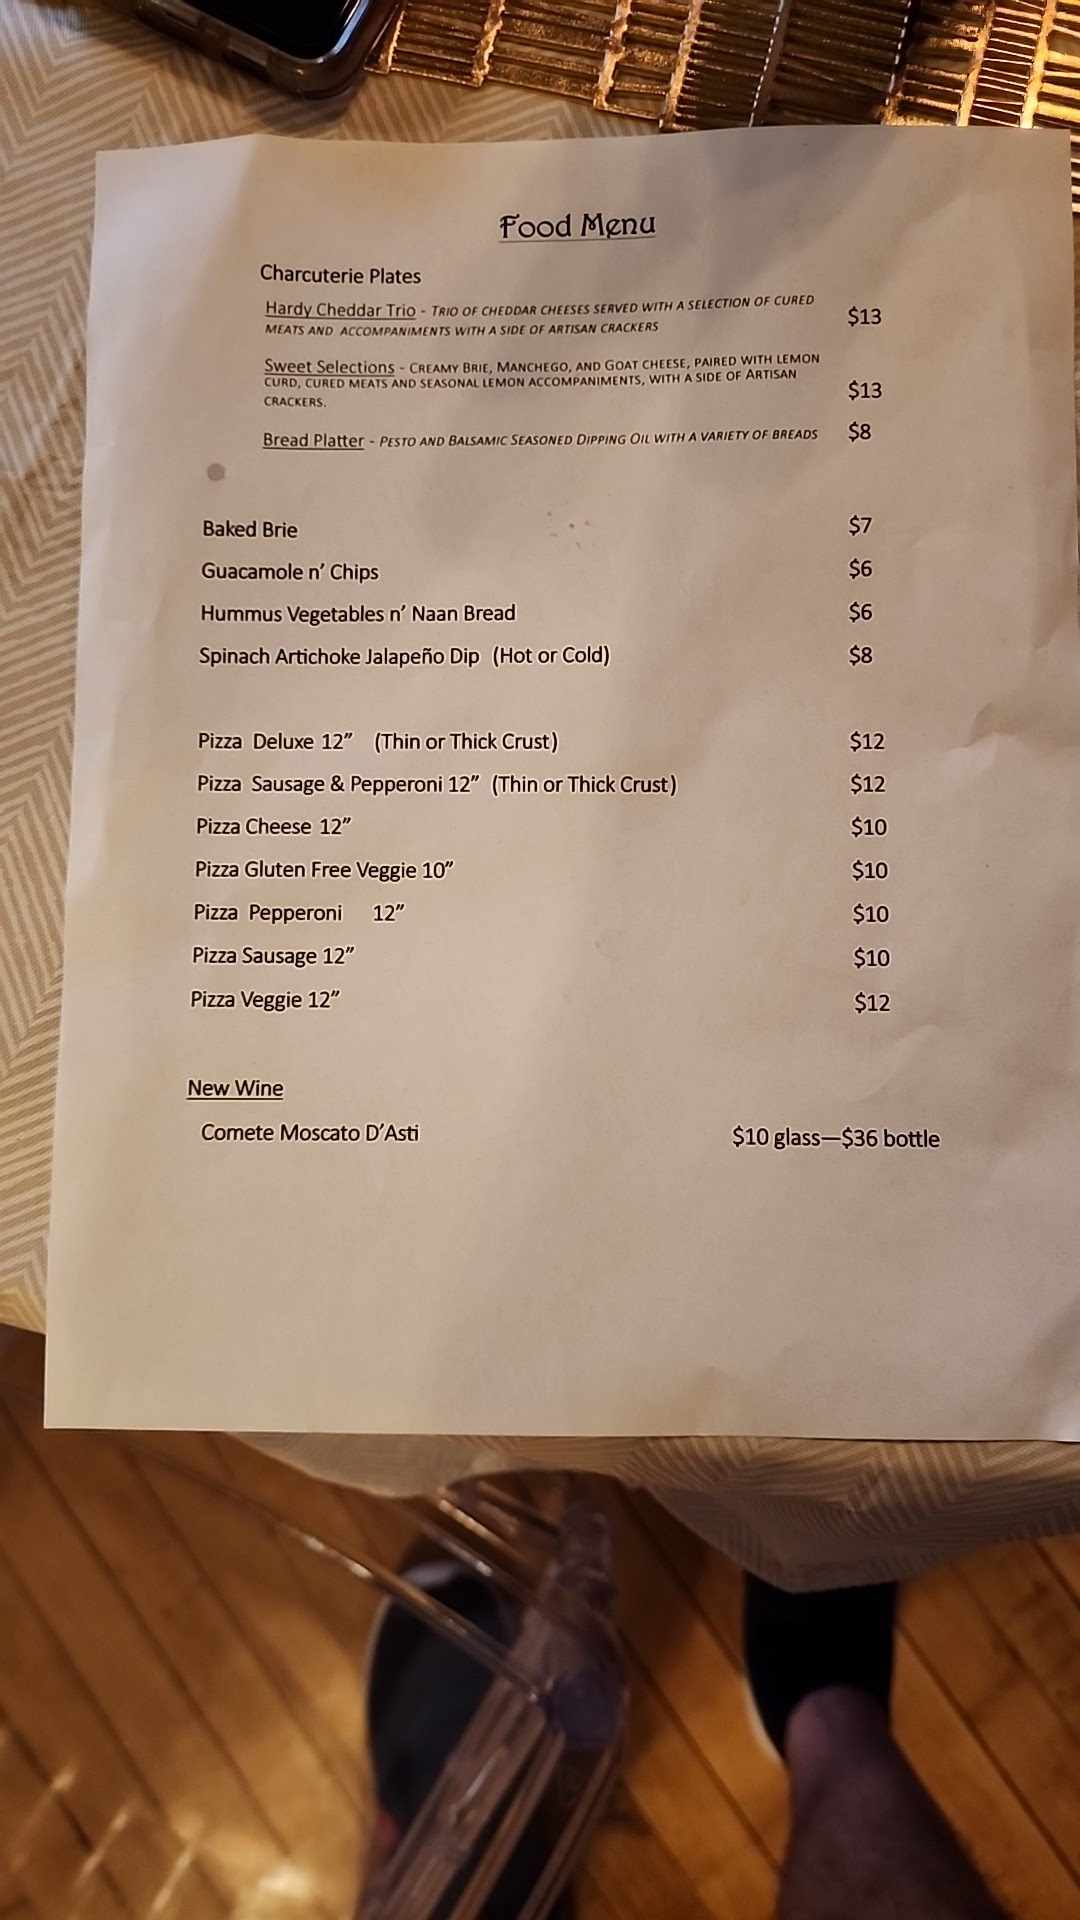 Food Menu
Charcuterie Plates
Hardy Cheddar Trio - TRIO OF CHEDDAR CHEESES SERVED WITH A SELECTION OF CURED
MEATS AND ACCOMPANIMENTS WITH A SIDE OF ARTISAN CRACKERS $13
Sweet Selections - CREAMY BRIE, MANCHEGO, AND GOAT CHEESE, PAIRED WITH LEMON
CURD, CURED MEATS AND SEASONAL LEMON ACCOMPANIMENTS, WITH A SIDE OF ARTISAN
CRACKERS. $13
Bread Platter - PESTO AND BALSAMIC SEASONED DIPPING OIL WITH A VARIETY OF BREADS $8
Baked Brie $7
Guacamole n' Chips $6
Hummus Vegetables n' Naan Bread $6
Spinach Artichoke Jalapeño Dip (Hot or Cold) $8
Pizza Deluxe 12" (Thin or Thick Crust) $12
Pizza Sausage & Pepperoni 12" (Thin or Thick Crust) $12
Pizza Cheese 12" $10
Pizza Gluten Free Veggie 10" $10
Pizza Pepperoni 12" $10
Pizza Sausage 12" $10
Pizza Veggie 12" $12
New Wine
Comete Moscato D'Asti $10 glass—$36 bottle